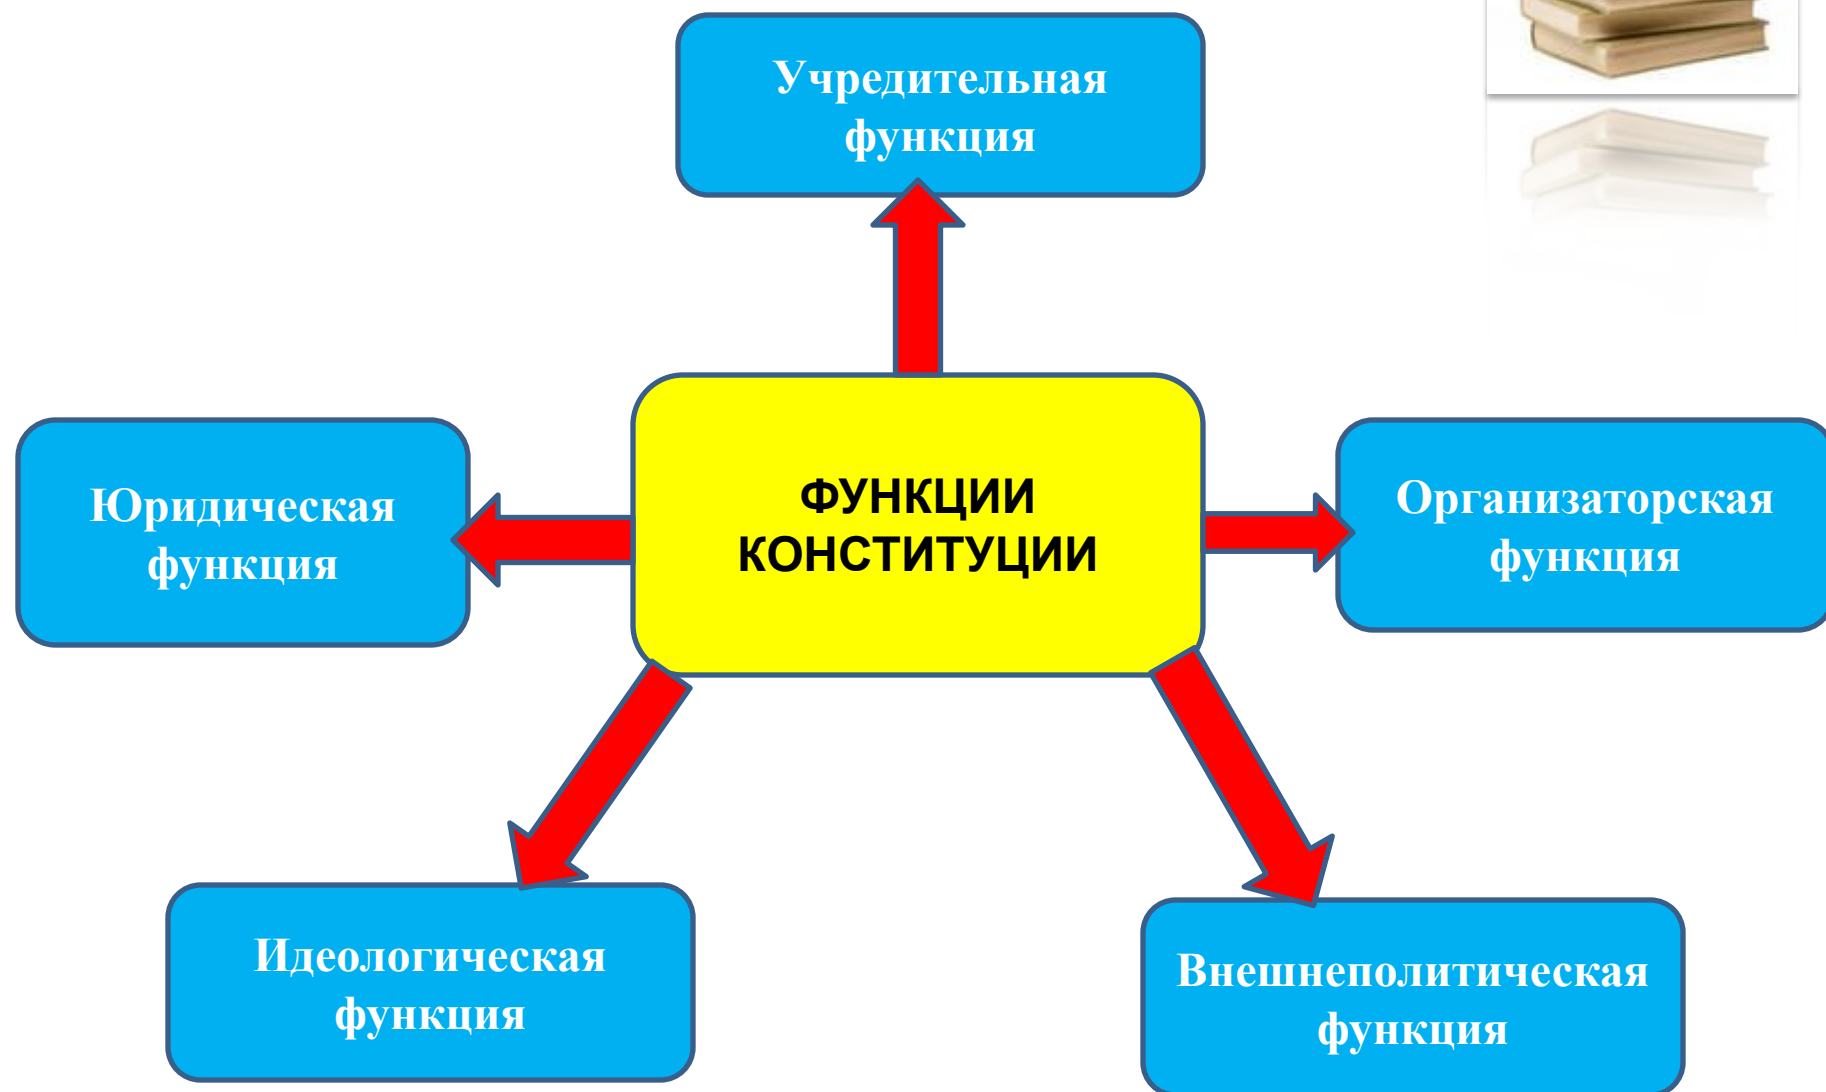 Учредительная
функция
Юридическая
функция
ФУНКЦИИ
КОНСТИТУЦИИ
Организаторская
функция
Идеологическая
функция
Внешнеполитическая
функция